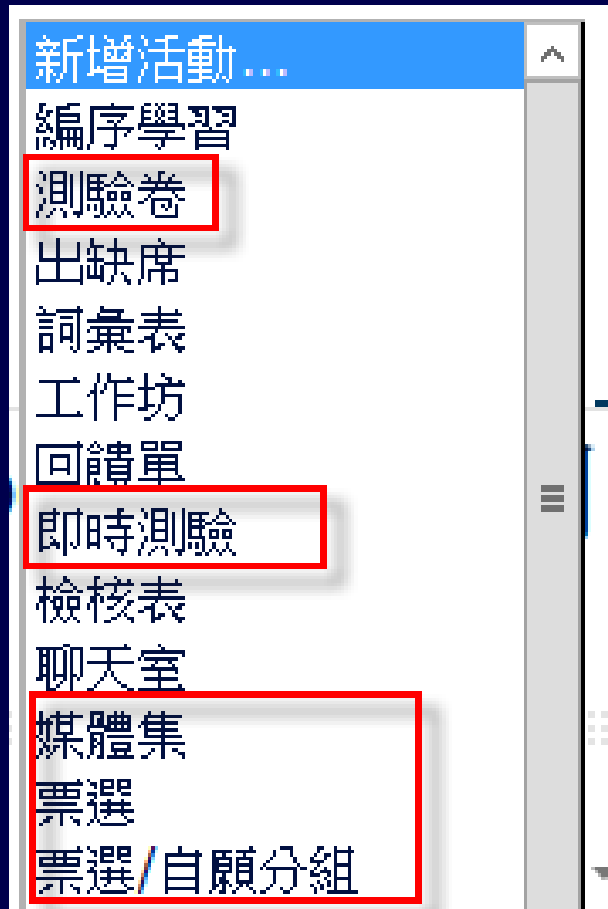 新增活動...
編序學習
測驗卷
出缺席
詞彙表
工作坊
回饋單
即時測驗
檢核表
聊天室
媒體集
票選
票選/自願分組